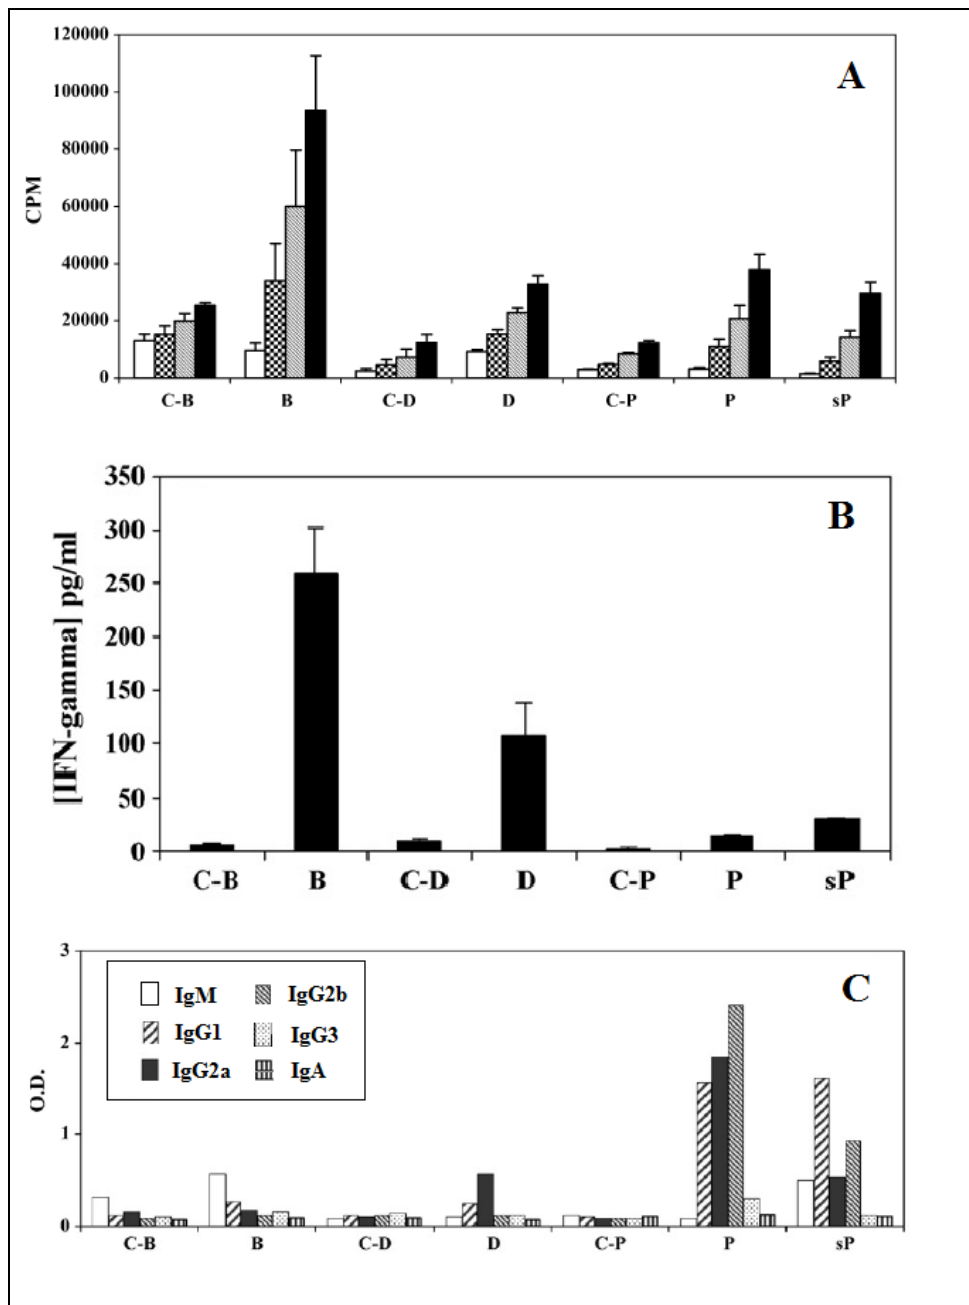 120000
A
100000
80000
CPM
60000
40000
20000
0
C-B B C-D D C-P P sP
350
B
300
[IFN-gamma] pg/ml
250
200
150
100
50
0
C-B B C-D D C-P P sP
3
C
IgM IgG2b
IgG1 IgG3
IgG2a IgA
2
O.D.
1
0
C-B B C-D D C-P P sP